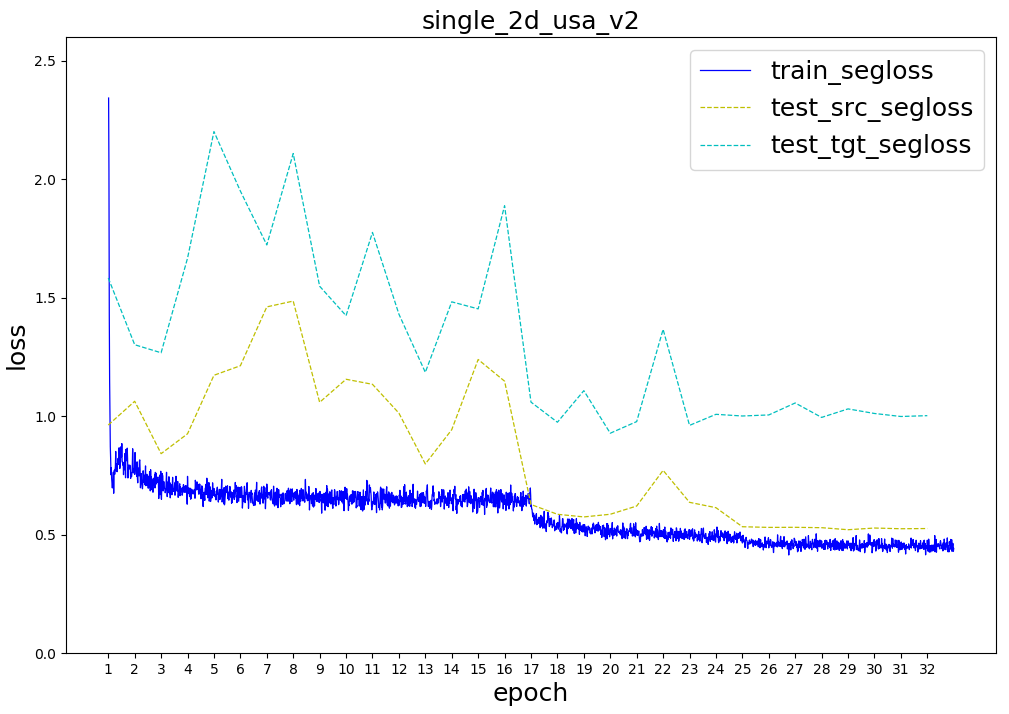 single_2d_usa_v2
train_segloss
test_src_segloss
test_tgt_segloss
loss
2.5
2.0
1.5
1.0
0.5
0.0
1 2 3 4 5 6 7 8 9 10 11 12 13 14 15 16 17 18 19 20 21 22 23 24 25 26 27 28 29 30 31 32
epoch